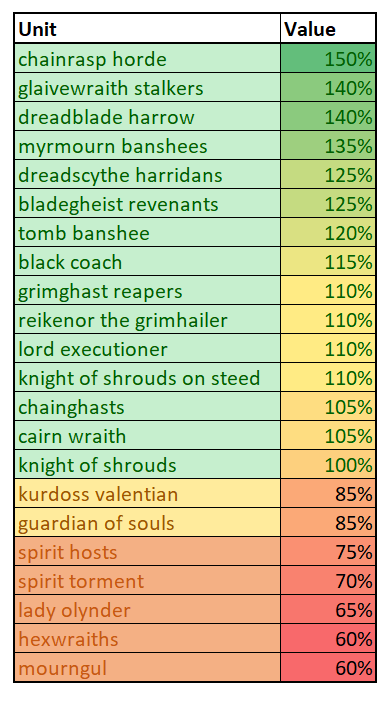 Unit Value
chainrasp horde 150%
glaivewraith stalkers 140%
dreadblade harrow 140%
myrmourn banshees 135%
dreadscythe harridans 125%
bladegheist revenants 125%
tomb banshee 120%
black coach 115%
grimghast reapers 110%
reikenor the grimhailer 110%
lord executioner 110%
knight of shrouds on steed 110%
chainghasts 105%
cairn wraith 105%
knight of shrouds 100%
kurdoss valentian 85%
guardian of souls 85%
spirit hosts 75%
spirit torment 70%
lady olynder 65%
hexwraiths 60%
mourngul 60%